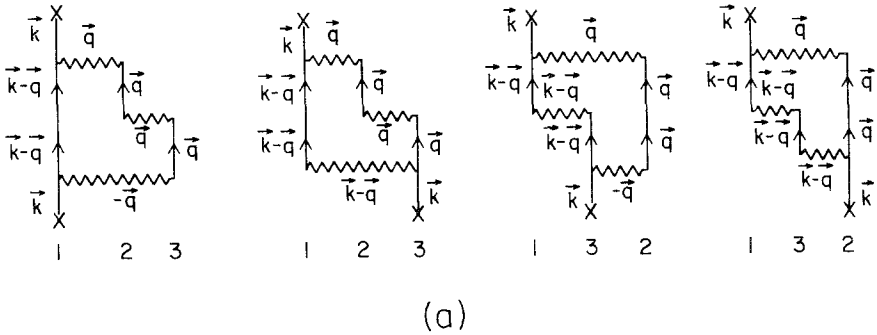 k⃗ q⃗
k⃗-q⃗ q⃗
q⃗
k⃗-q⃗ q⃗
k⃗ -q⃗
1 2 3
k⃗ q⃗
k⃗-q⃗ q⃗
q⃗
k⃗-q⃗ q⃗
k⃗-q⃗ k⃗
1 2 3
k⃗ q⃗
k⃗-q⃗ k⃗-q⃗ q⃗
k⃗-q⃗ q⃗
k⃗ -q⃗
1 3 2
k⃗ q⃗
k⃗-q⃗ k⃗-q⃗ q⃗
k⃗-q⃗ q⃗
k⃗-q⃗ k⃗
1 3 2
(a)